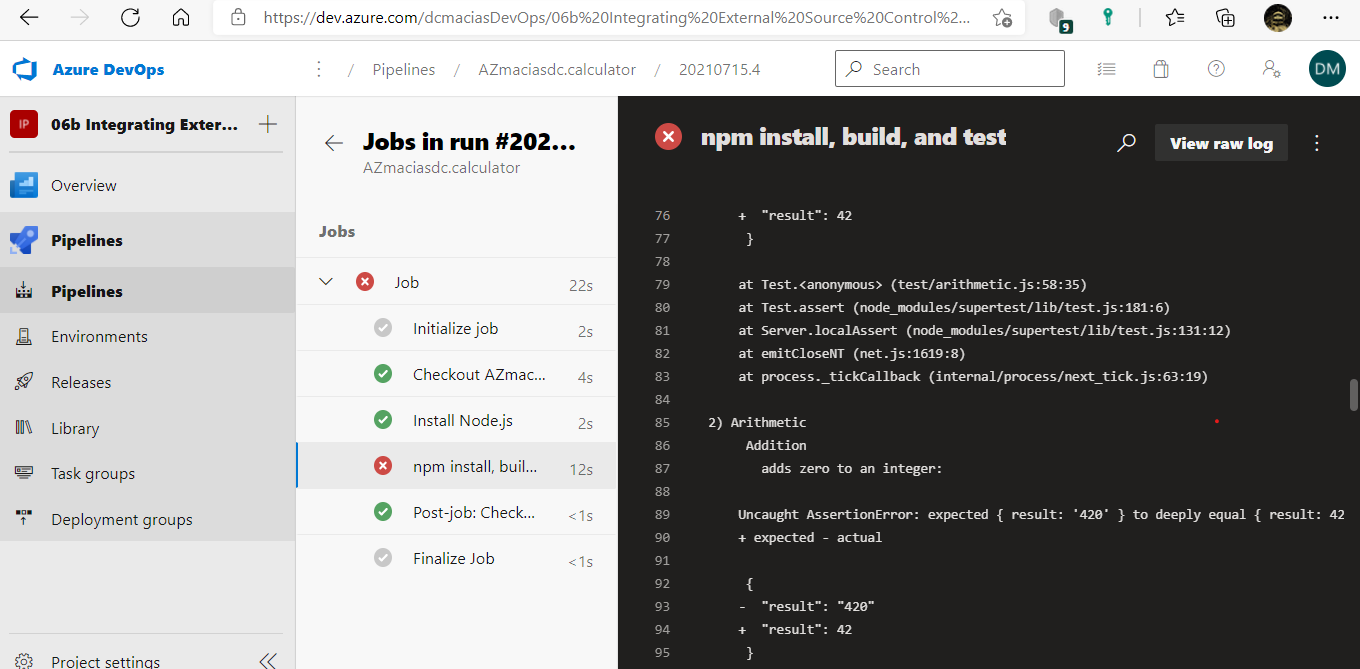 https://dev.azure.com/dcmaciasDevOps/06b%20Integrating%20External%20Source%20Control%2...
9
Azure DevOps
/ Pipelines / AZmaciasdc.calculator / 20210715.4
Search
DM
IP
06b Integrating Exter...
Overview
Pipelines
Pipelines
Environments
Releases
Library
Task groups
Deployment groups
Project settings
Jobs in run #202...
AZmaciasdc.calculator
Jobs
Job 22s
Initialize job 2s
Checkout AZmac... 4s
Install Node.js 2s
npm install, buil... 12s
Post-job: Check... <1s
Finalize Job <1s
npm install, build, and test
View raw log
76 + "result": 42
77 }
78
79 at Test.<anonymous> (test/arithmetic.js:58:35)
80 at Test.assert (node_modules/supertest/lib/test.js:181:6)
81 at Server.localAssert (node_modules/supertest/lib/test.js:131:12)
82 at emitCloseNT (net.js:1619:8)
83 at process._tickCallback (internal/process/next_tick.js:63:19)
84
85 2) Arithmetic
86 Addition
87 adds zero to an integer:
88
89 Uncaught AssertionError: expected { result: '420' } to deeply equal { result: 42
90 + expected - actual
91
92 {
93 - "result": "420"
94 + "result": 42
95 }